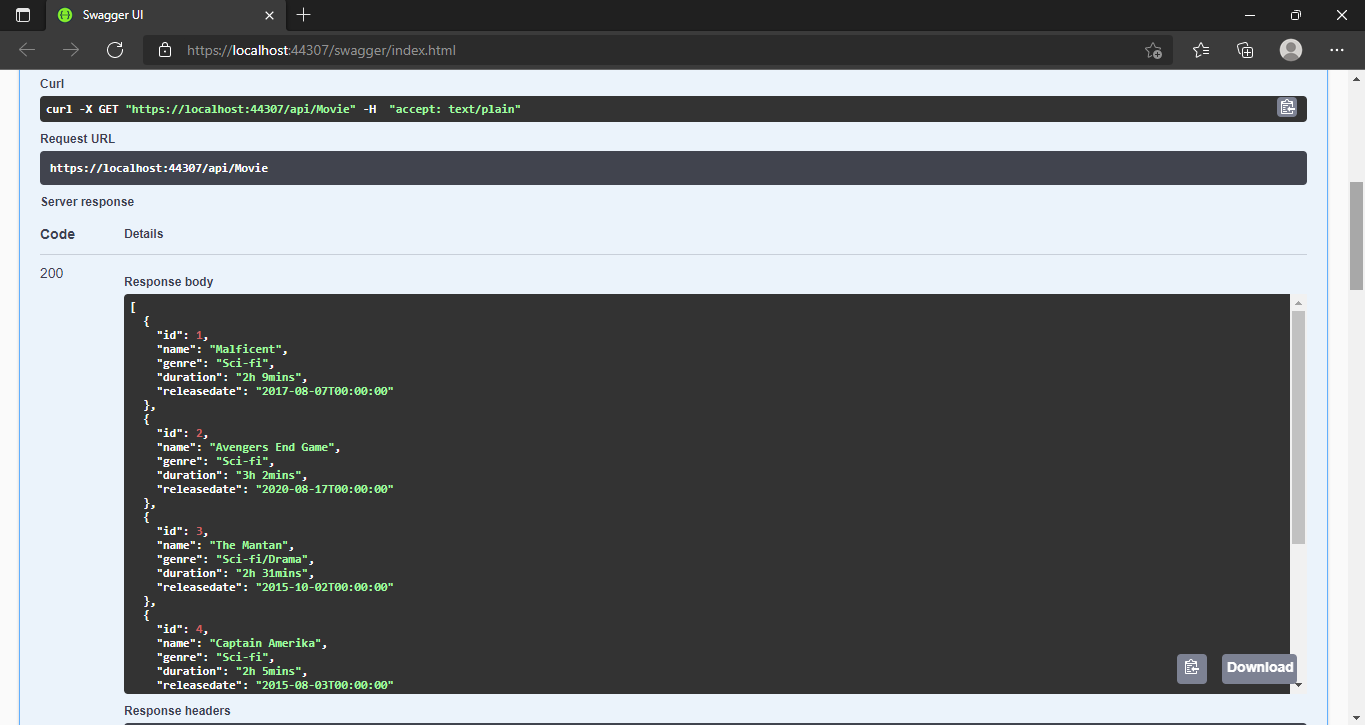 Swagger UI
https://localhost:44307/swagger/index.html
Curl
curl -X GET "https://localhost:44307/api/Movie" -H  "accept: text/plain"
Request URL
https://localhost:44307/api/Movie
Server response
Code Details
200
Response body
[
  {
    "id": 1,
    "name": "Malficent",
    "genre": "Sci-fi",
    "duration": "2h 9mins",
    "releasedate": "2017-08-07T00:00:00"
  },
  {
    "id": 2,
    "name": "Avengers End Game",
    "genre": "Sci-fi",
    "duration": "3h 2mins",
    "releasedate": "2020-08-17T00:00:00"
  },
  {
    "id": 3,
    "name": "The Mantan",
    "genre": "Sci-fi/Drama",
    "duration": "2h 31mins",
    "releasedate": "2015-10-02T00:00:00"
  },
  {
    "id": 4,
    "name": "Captain Amerika",
    "genre": "Sci-fi",
    "duration": "2h 5mins",
    "releasedate": "2015-08-03T00:00:00"
Download
Response headers